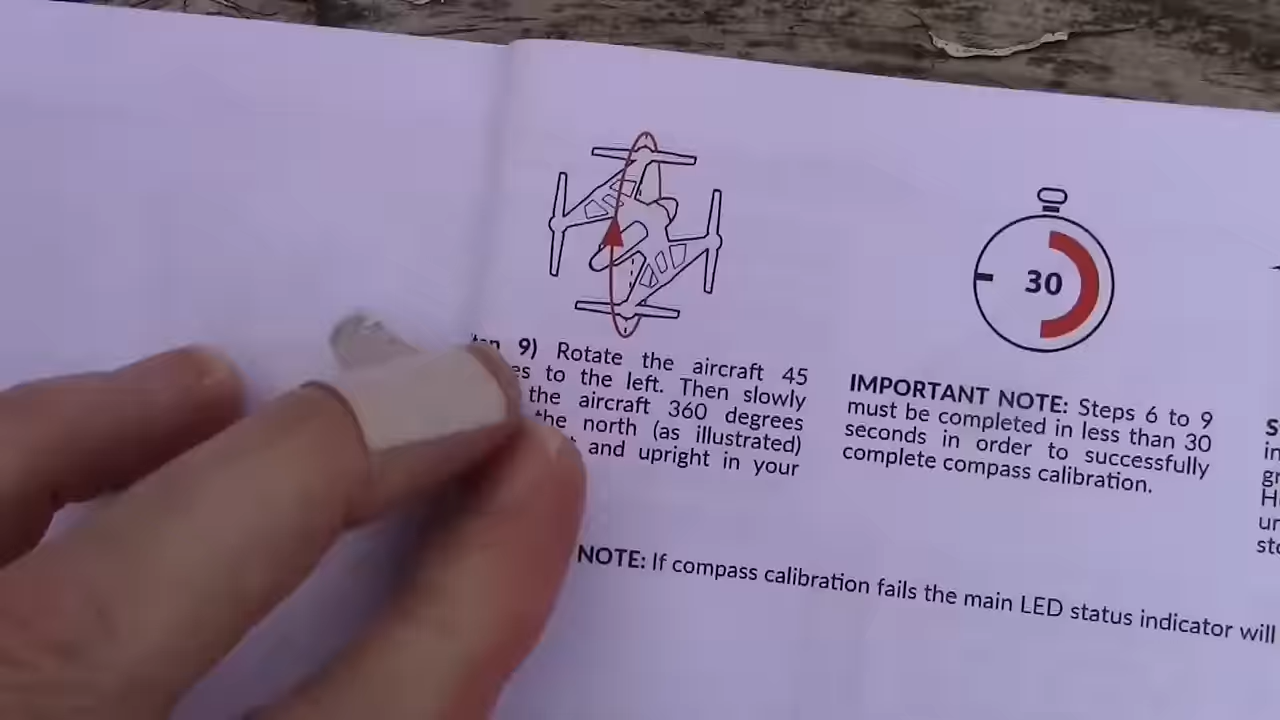 30
9) Rotate the aircraft 45
to the left. Then slowly
the aircraft 360 degrees
the north (as illustrated)
and upright in your
IMPORTANT NOTE: Steps 6 to 9
must be completed in less than 30
seconds in order to successfully
complete compass calibration.
NOTE: If compass calibration fails the main LED status indicator will